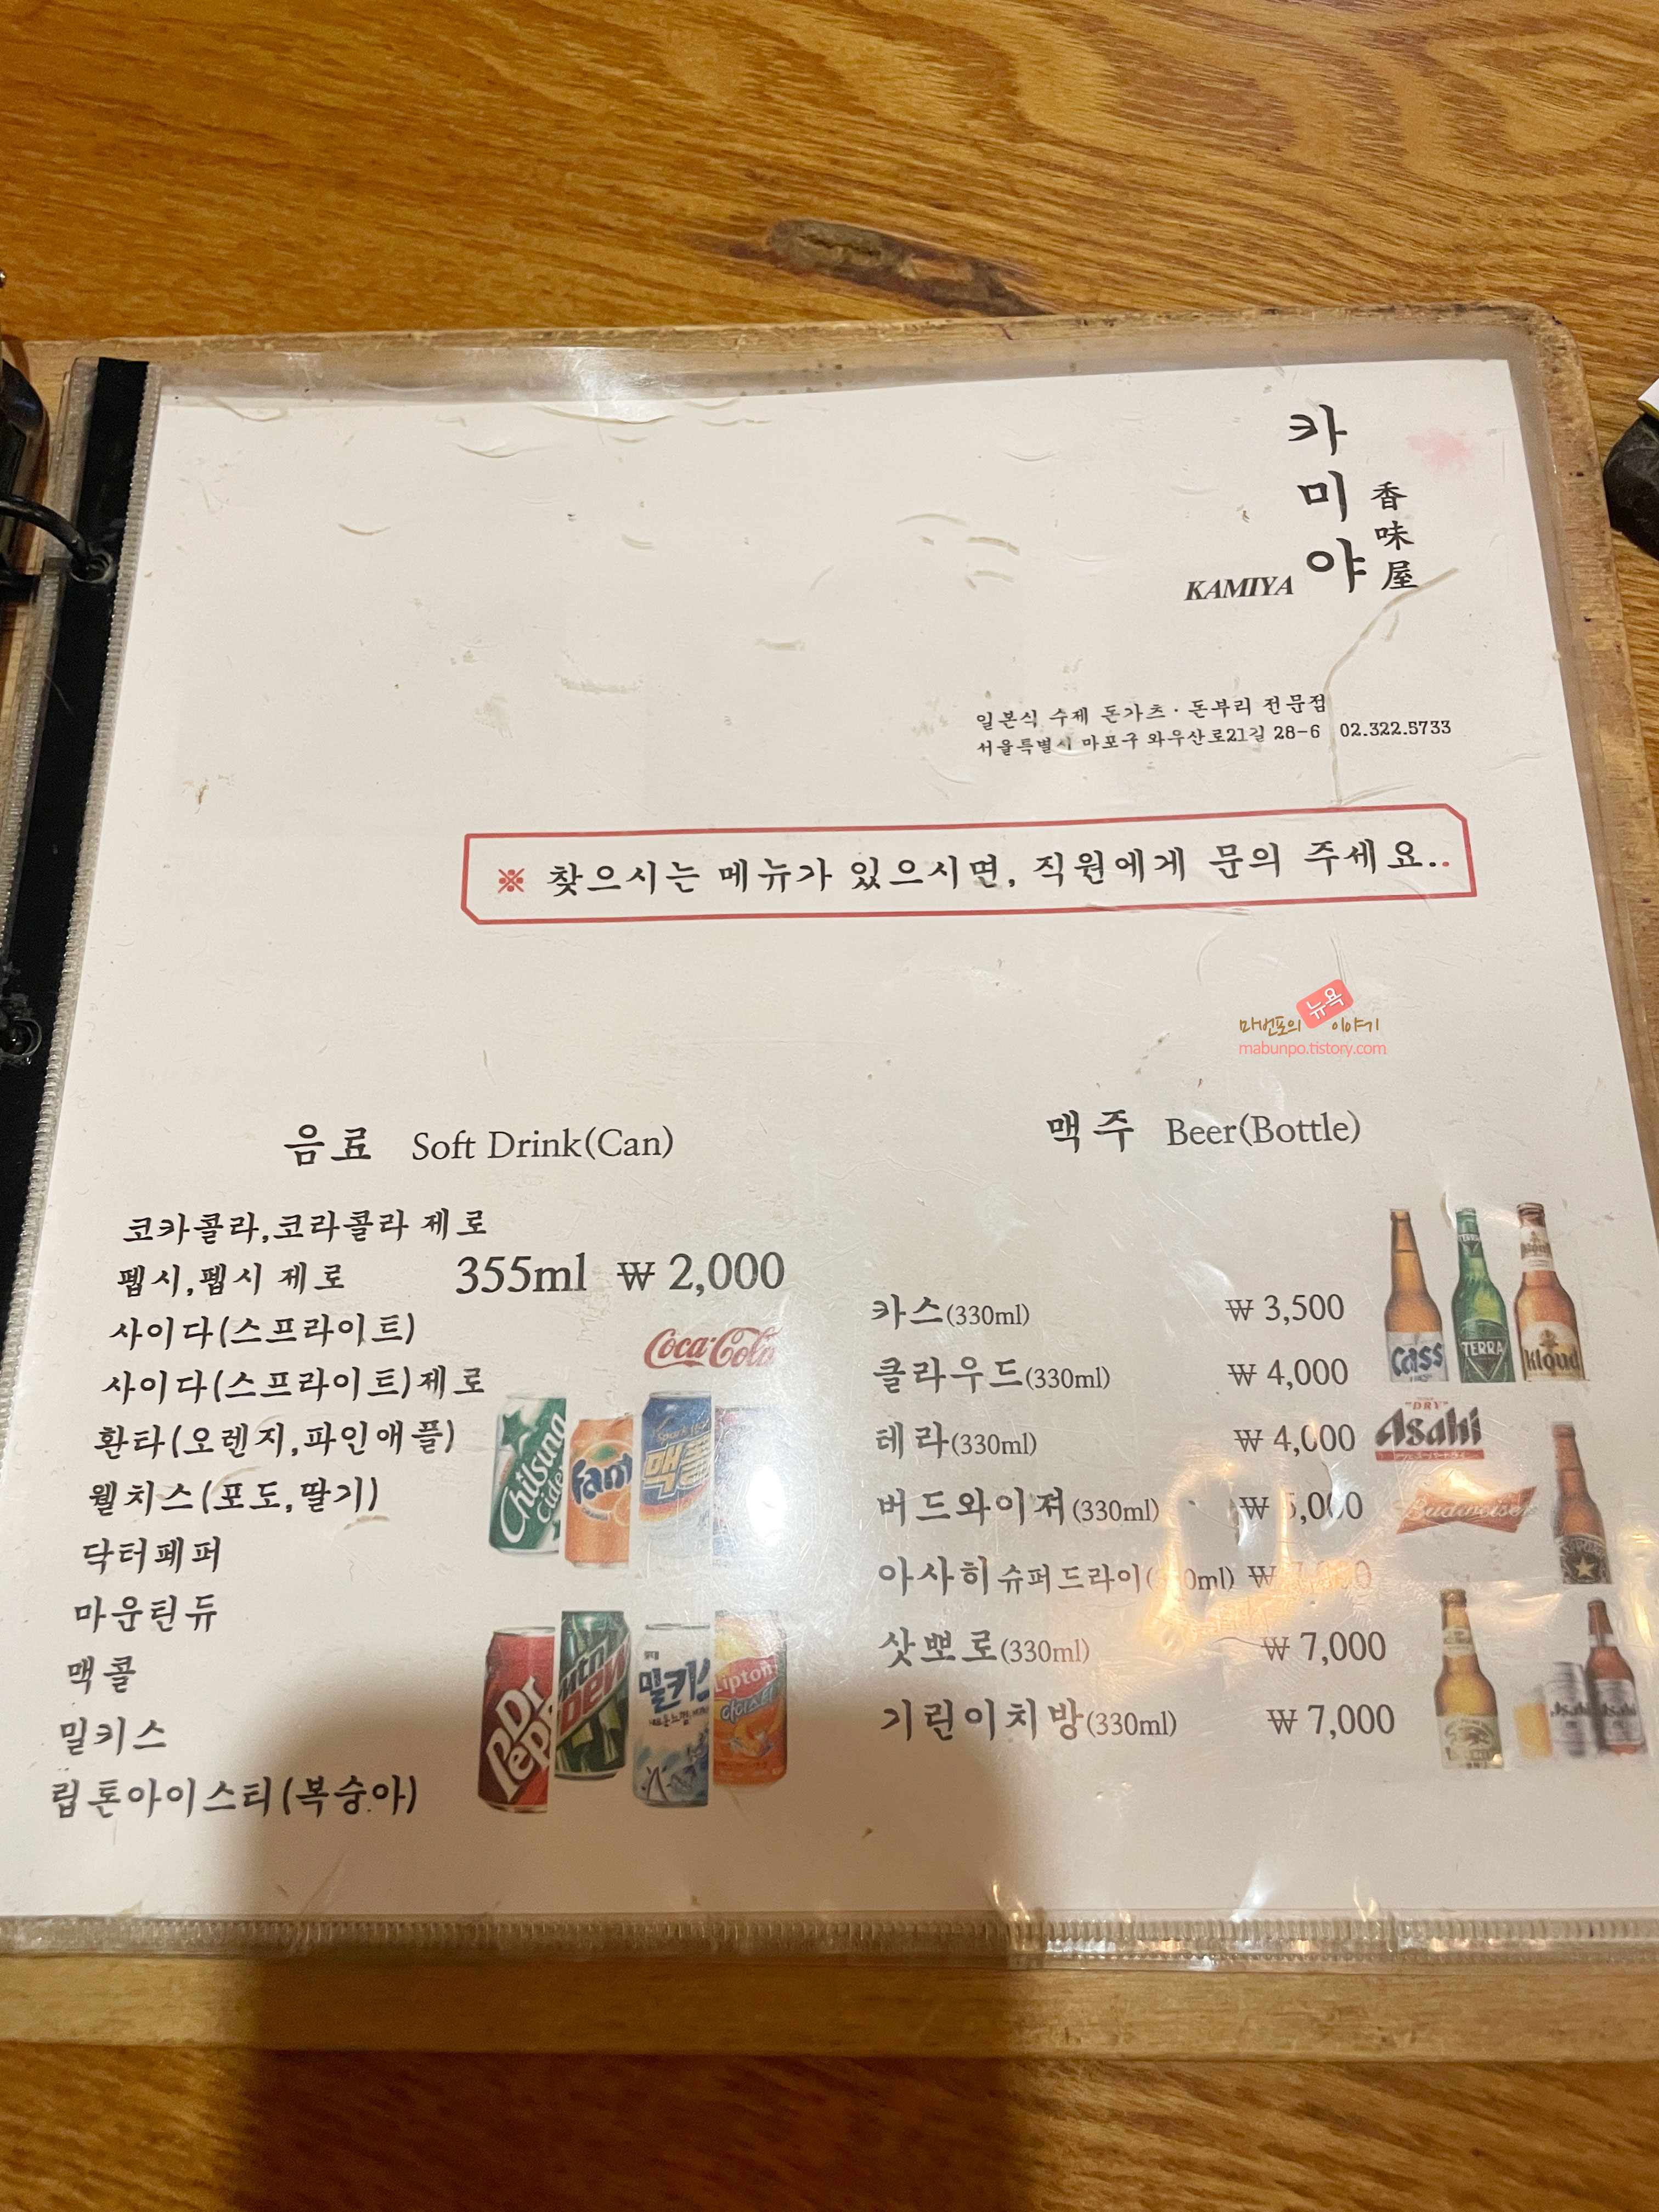 카미야
香味屋
KAMIYA
일본식 수제 돈가츠·돈부리 전문점
서울특별시 마포구 와우산로21길 28-6 02.322.5733
※ 찾으시는 메뉴가 있으시면, 직원에게 문의 주세요..
마번포의 뉴욕 이야기
mabunpo.tistory.com
음료 Soft Drink(Can)
코카콜라,코라콜라 제로
펩시,펩시 제로 355ml ₩ 2,000
사이다(스프라이트)
사이다(스프라이트)제로
환타(오렌지,파인애플)
웰치스(포도,딸기)
닥터페퍼
마운틴듀
맥콜
밀키스
립톤아이스티(복숭아)
Coca-Cola
Chilsung Cider
맥콜
Dr
Mtn Dew
Lipton
아이스티
맥주 Beer(Bottle)
카스(330ml) ₩ 3,500
클라우드(330ml) ₩ 4,000
테라(330ml) ₩ 4,000
버드와이져(330ml) ₩
아사히슈퍼드라이 ₩
삿뽀로(330ml) ₩ 7,000
기린이치방(330ml) ₩ 7,000
Cass
TERRA
kloud
"DRY"
Asahi
Budweiser